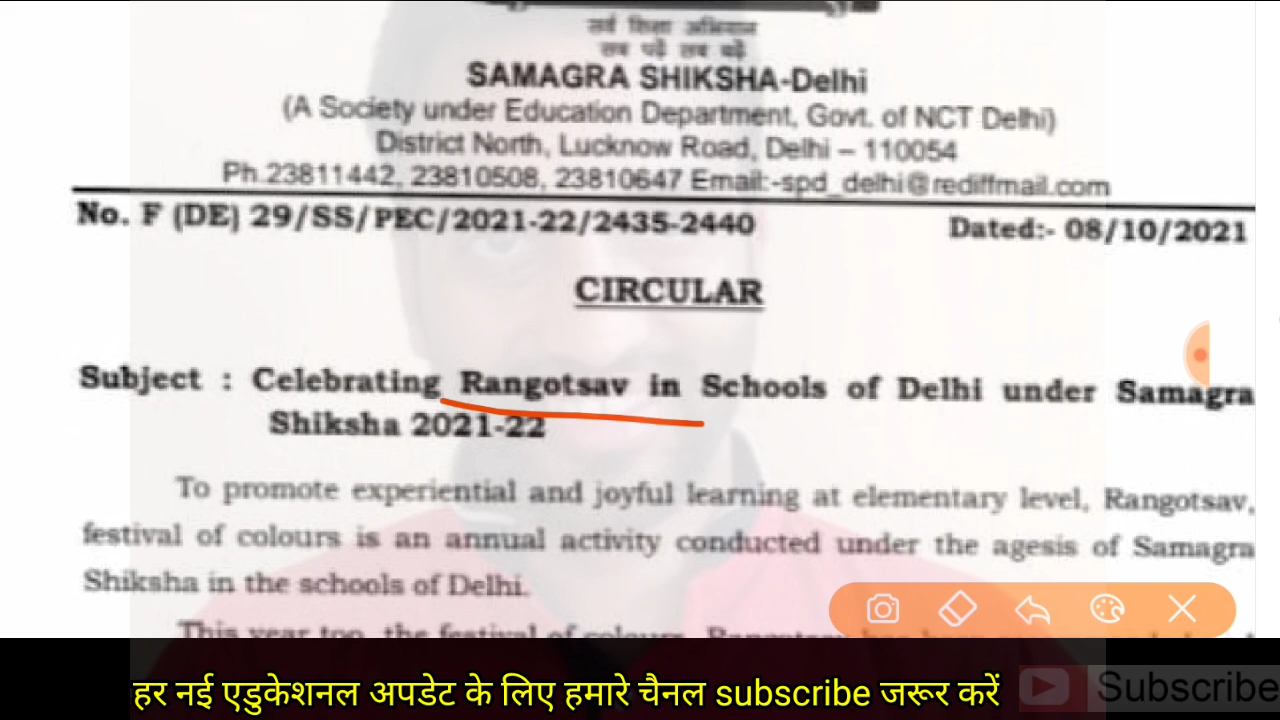 सर्व शिक्षा अभियान
सब पढ़ें सब बढ़ें
SAMAGRA SHIKSHA-Delhi
(A Society under Education Department, Govt. of NCT Delhi)
District North, Lucknow Road, Delhi – 110054
Ph.23811442, 23810508, 23810647 Email:-spd_delhi@rediffmail.com
No. F (DE) 29/SS/PEC/2021-22/2435-2440 Dated:- 08/10/2021
CIRCULAR
Subject : Celebrating Rangotsav in Schools of Delhi under Samagra
Shiksha 2021-22
To promote experiential and joyful learning at elementary level, Rangotsav,
festival of colours is an annual activity conducted under the agesis of Samagra
Shiksha in the schools of Delhi.
This year too, the festival of colours, Rangotsav has been
हर नई एडुकेशनल अपडेट के लिए हमारे चैनल subscribe जरूर करें
Subscribe